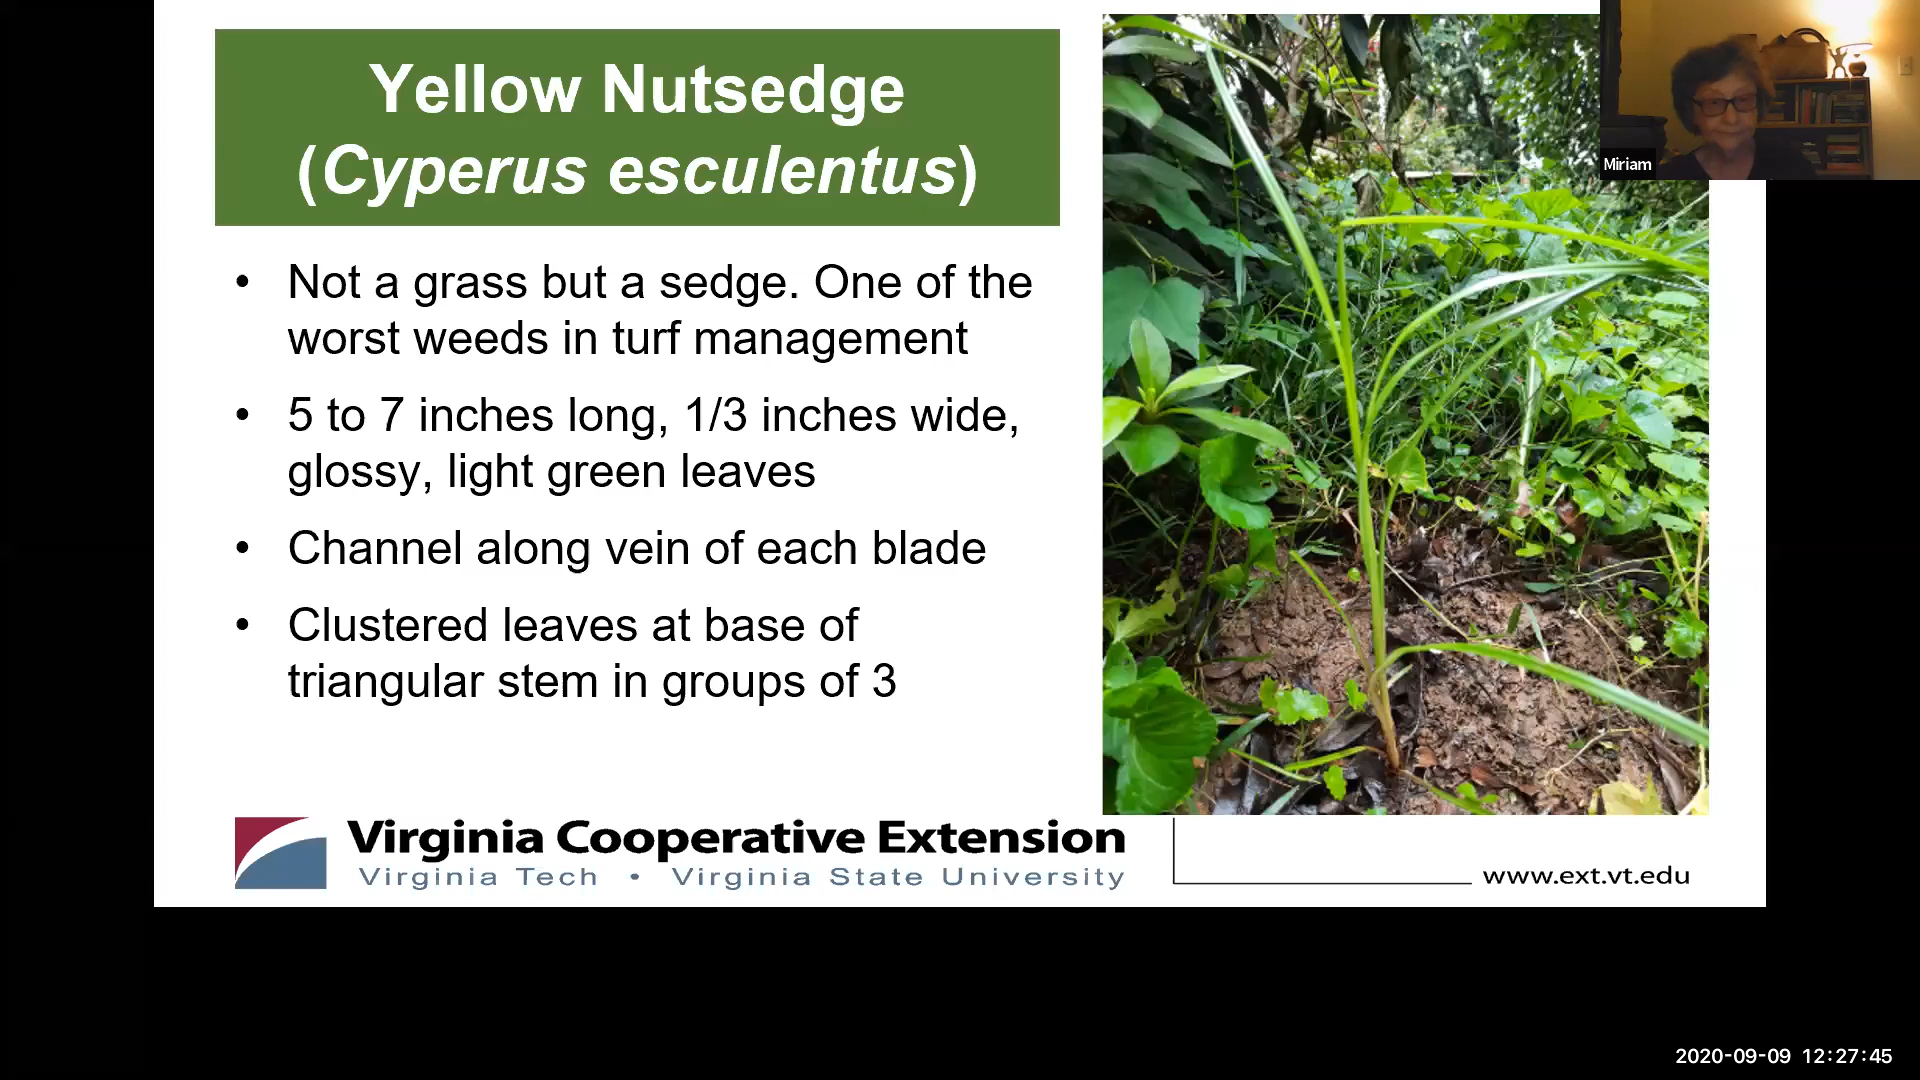 Yellow Nutsedge
(Cyperus esculentus)
• Not a grass but a sedge. One of the
worst weeds in turf management
• 5 to 7 inches long, 1/3 inches wide,
glossy, light green leaves
• Channel along vein of each blade
• Clustered leaves at base of
triangular stem in groups of 3
Miriam
Virginia Cooperative Extension
Virginia Tech • Virginia State University
www.ext.vt.edu
2020-09-09 12:27:45